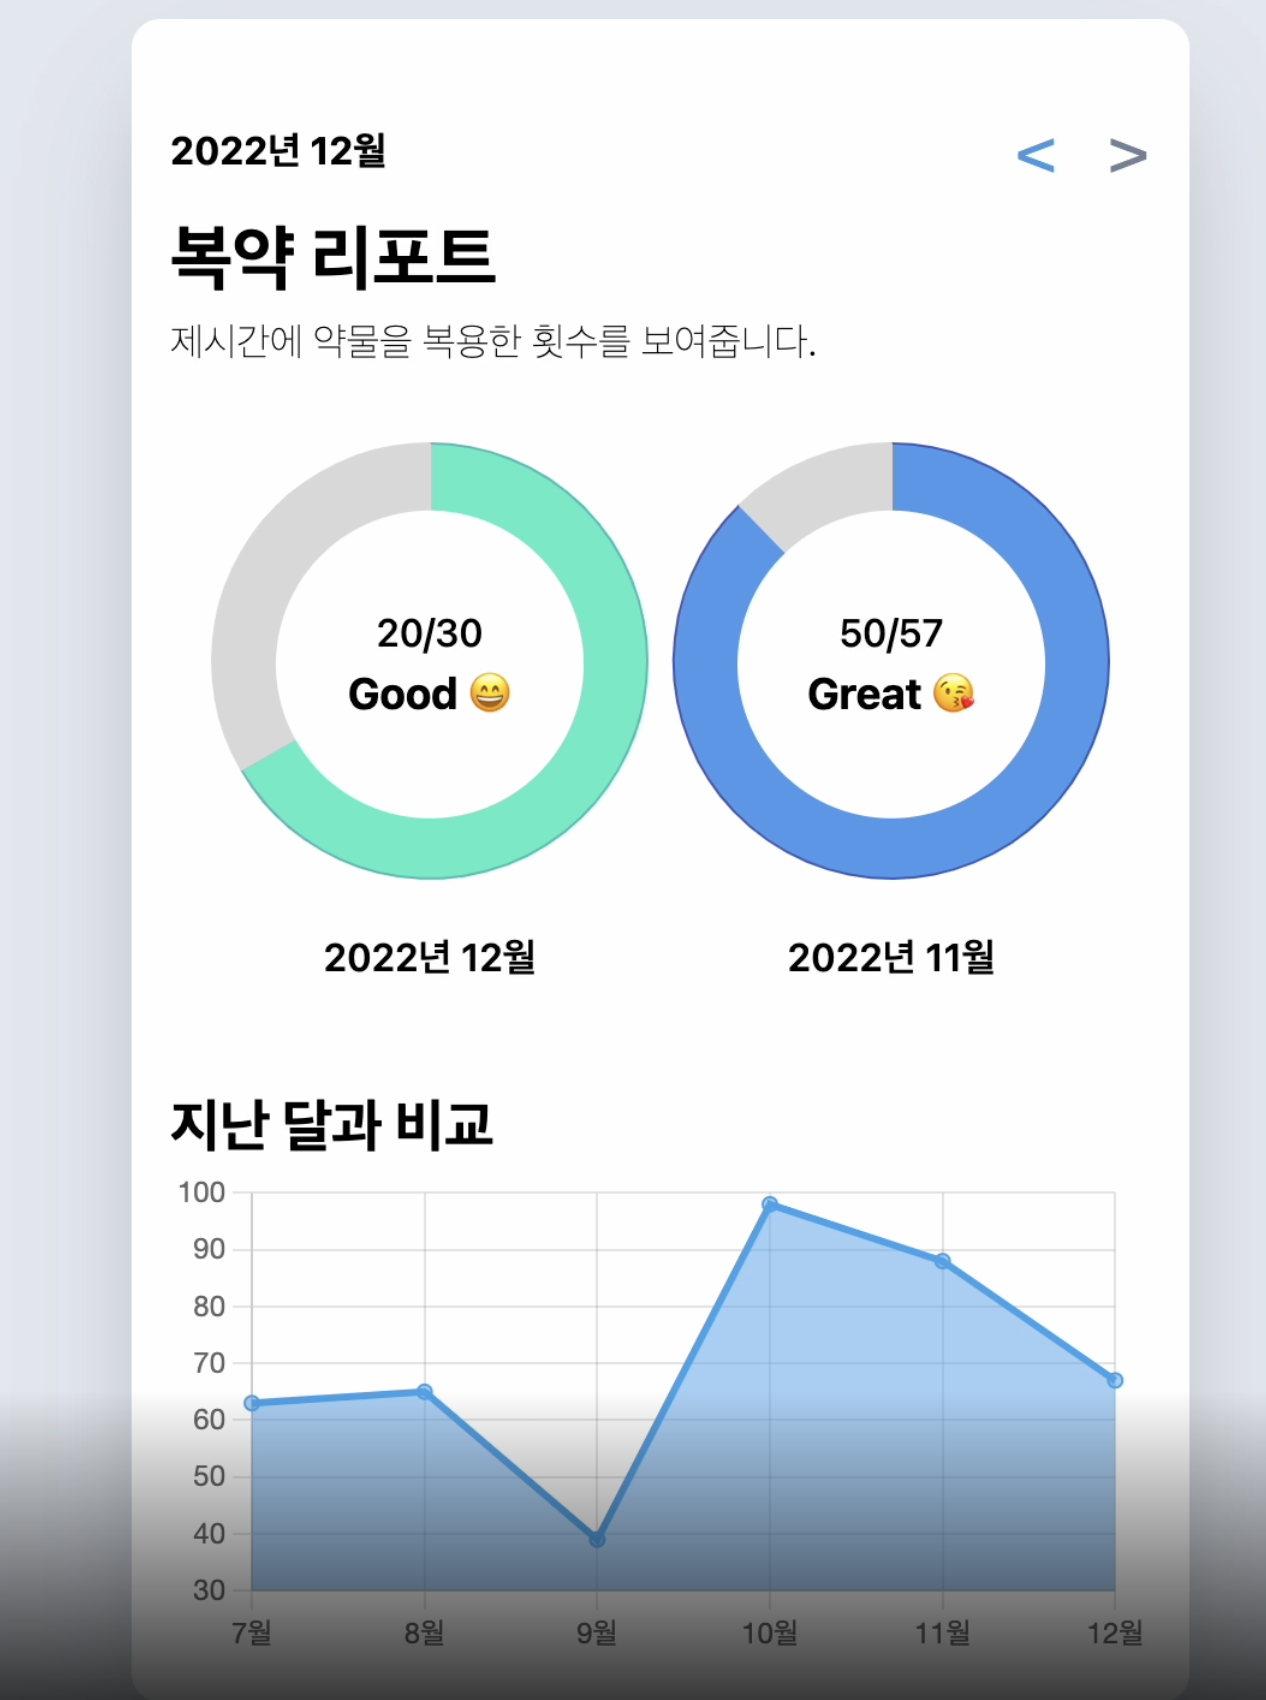 2022년 12월
< >
복약 리포트
제시간에 약물을 복용한 횟수를 보여줍니다.
20/30
Good 😄
2022년 12월
50/57
Great 😘
2022년 11월
지난 달과 비교
100
90
80
70
60
50
40
30
7월 8월 9월 10월 11월 12월